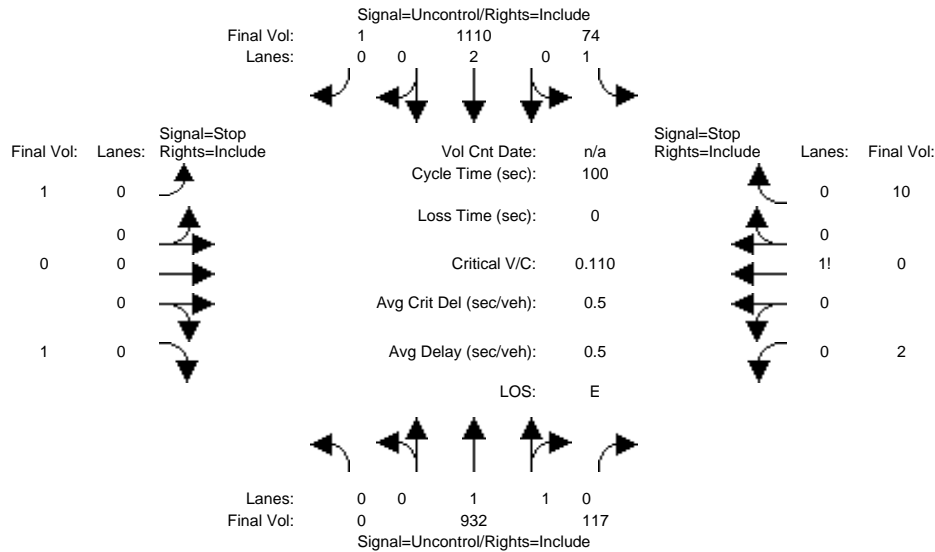 Signal=Uncontrol/Rights=Include
Final Vol: 1 1110 74
Lanes: 0 0 2 0 1
Signal=Stop Signal=Stop
Final Vol: Lanes: Rights=Include Vol Cnt Date: n/a Rights=Include Lanes: Final Vol:
Cycle Time (sec): 100
1 0 0 10
Loss Time (sec): 0
0 0
0 0 Critical V/C: 0.110 1! 0
0 Avg Crit Del (sec/veh): 0.5 0
1 0 Avg Delay (sec/veh): 0.5 0 2
LOS: E
Lanes: 0 0 1 1 0
Final Vol: 0 932 117
Signal=Uncontrol/Rights=Include